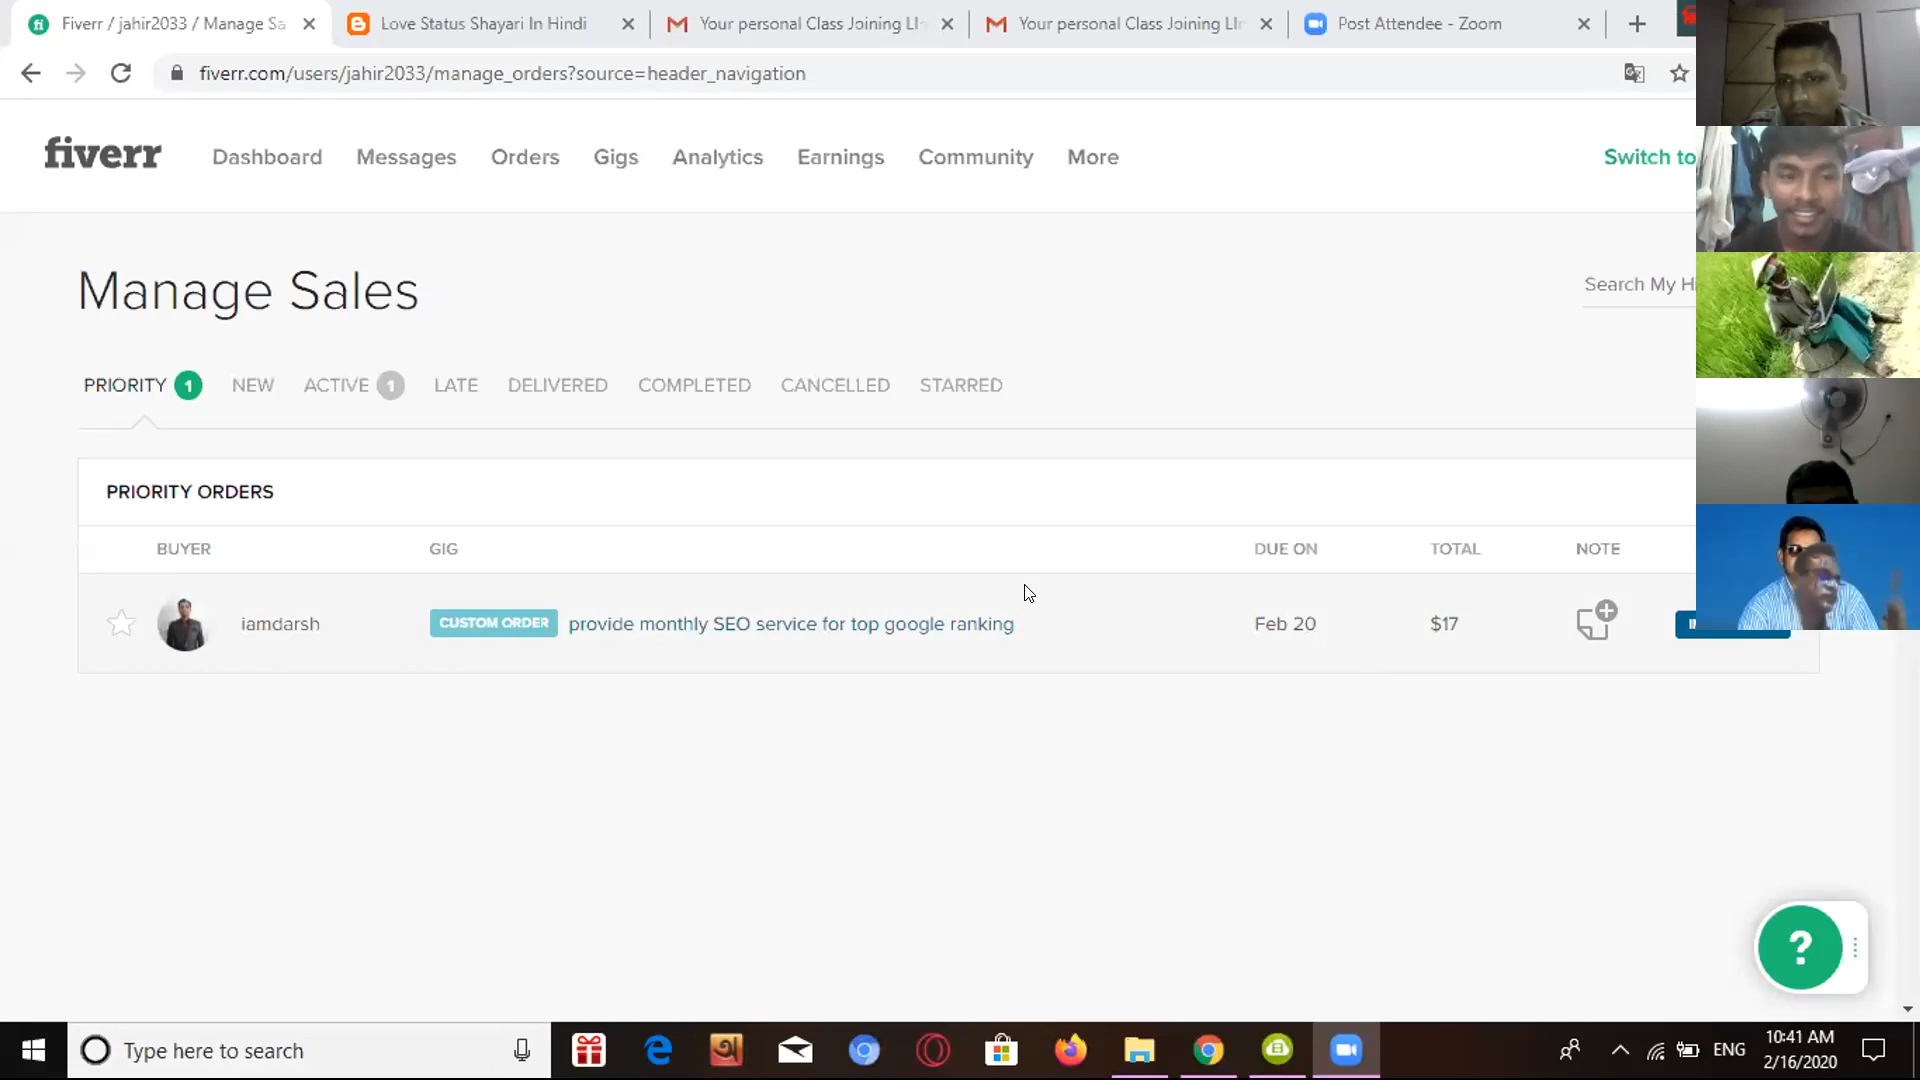 Fiverr / jahir2033 / Manage Sa
Love Status Shayari In Hindi
Your personal Class Joining LIn
Your personal Class Joining LIn
Post Attendee - Zoom
fiverr.com/users/jahir2033/manage_orders?source=header_navigation
fiverr
Dashboard Messages Orders Gigs Analytics Earnings Community More
Switch to
Manage Sales
Search My Hi
PRIORITY 1 NEW ACTIVE 1 LATE DELIVERED COMPLETED CANCELLED STARRED
PRIORITY ORDERS
BUYER GIG DUE ON TOTAL NOTE
iamdarsh CUSTOM ORDER provide monthly SEO service for top google ranking Feb 20 $17
?
Type here to search
ENG
10:41 AM
2/16/2020